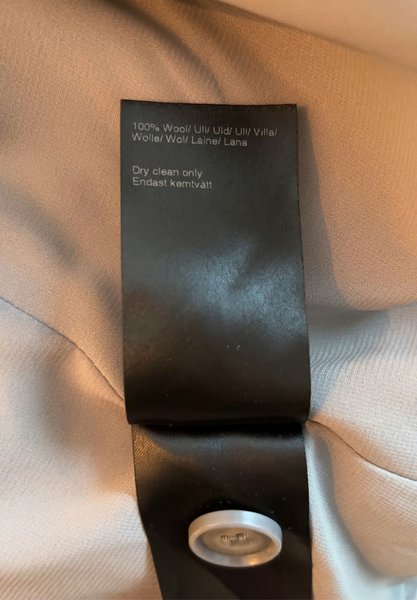 100% Wool/ Ull/ Uld/ Ull/ Villa/
Wolle/ Wol/ Laine/ Lana
Dry clean only
Endast kemtvätt